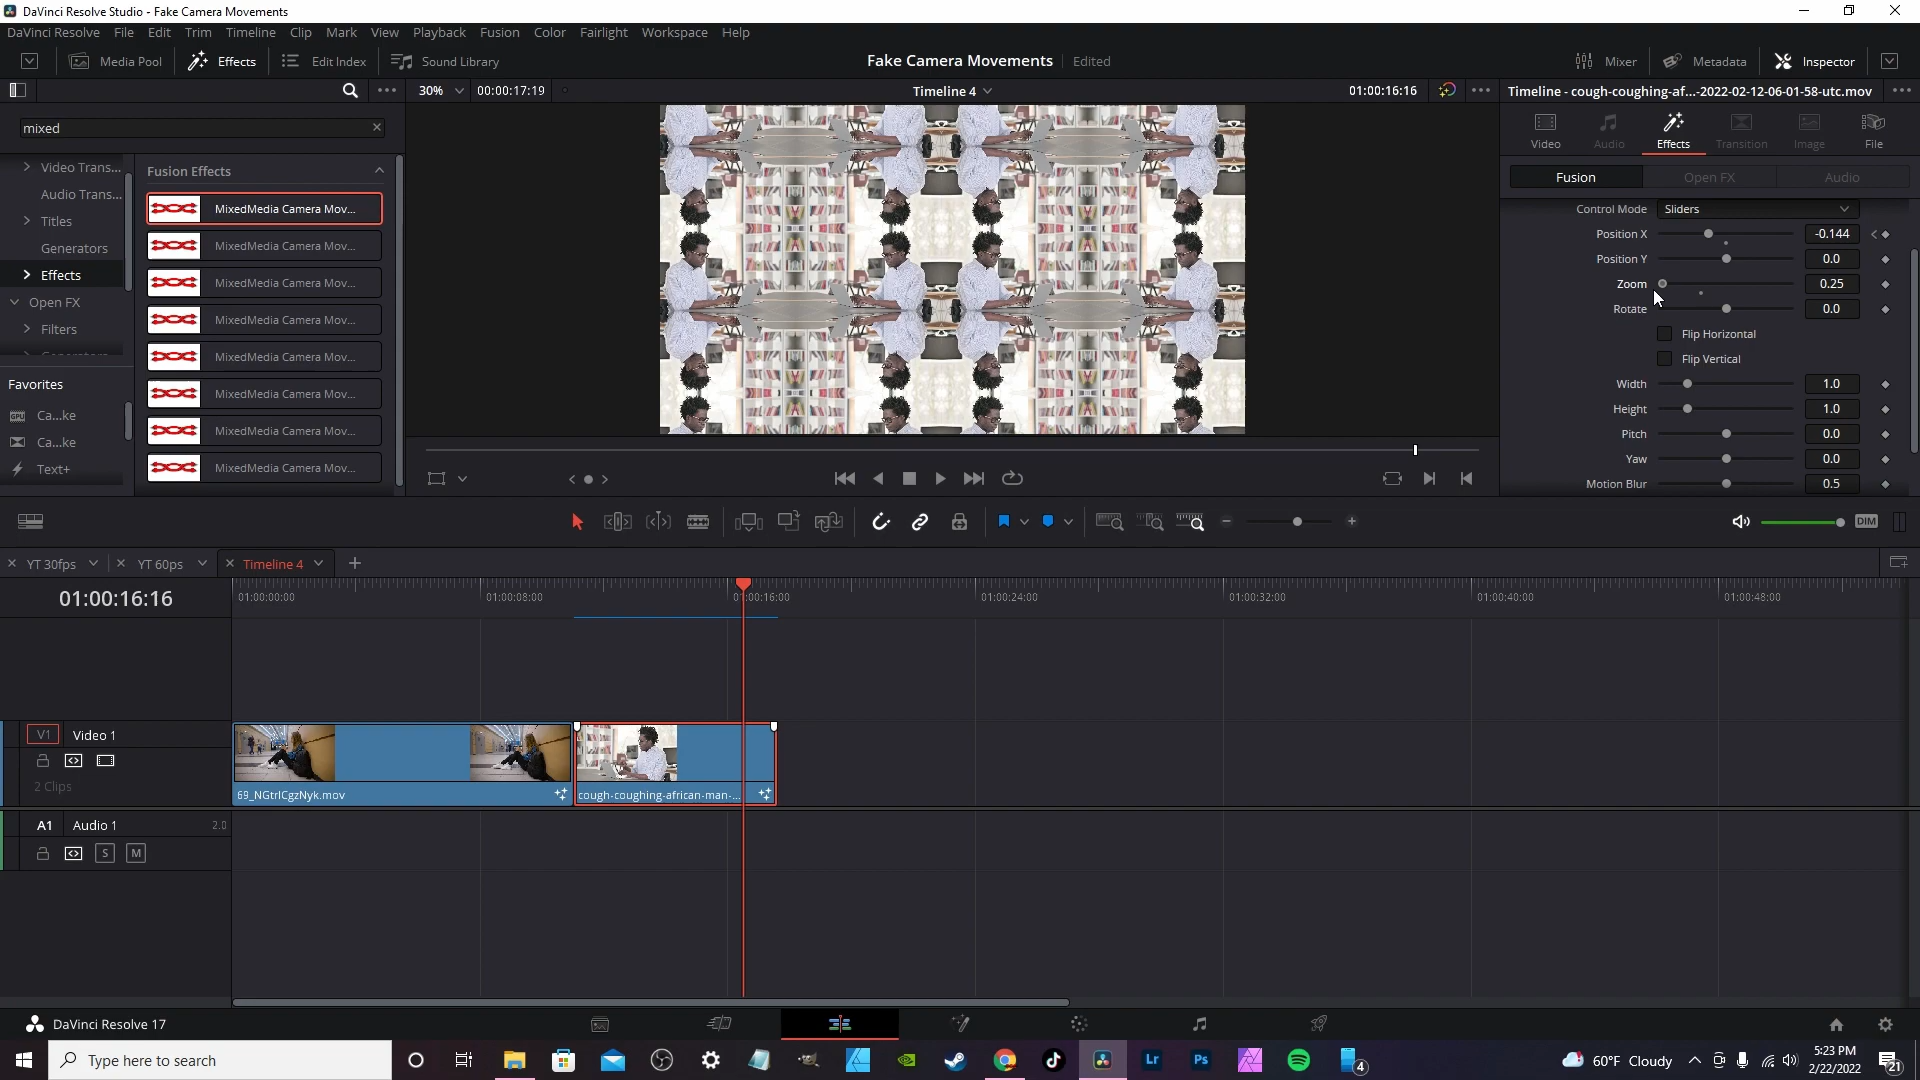 DaVinci Resolve Studio - Fake Camera Movements
DaVinci Resolve File Edit Trim Timeline Clip Mark View Playback Fusion Color Fairlight Workspace Help
Media Pool Effects Edit Index Sound Library Fake Camera Movements Edited Mixer Metadata Inspector
30% 00:00:17:19 Timeline 4 01:00:16:16 Timeline - cough-coughing-af...-2022-02-12-06-01-58-utc.mov
mixed
Video Audio Effects Transition Image File
Video Trans...
Audio Trans...
Titles
Generators
Effects
Open FX
Filters
Favorites
Ca...ke
Ca...ke
Text+
Fusion Effects
MixedMedia Camera Mov...
MixedMedia Camera Mov...
MixedMedia Camera Mov...
MixedMedia Camera Mov...
MixedMedia Camera Mov...
MixedMedia Camera Mov...
MixedMedia Camera Mov...
MixedMedia Camera Mov...
Fusion Open FX Audio
Control Mode Sliders
Position X -0.144
Position Y 0.0
Zoom 0.25
Rotate 0.0
Flip Horizontal
Flip Vertical
Width 1.0
Height 1.0
Pitch 0.0
Yaw 0.0
Motion Blur 0.5
DIM
YT 30fps YT 60ps Timeline 4
01:00:16:16 01:00:00:00 01:00:08:00 01:00:16:00 01:00:24:00 01:00:32:00 01:00:40:00 01:00:48:00
V1 Video 1
2 Clips
69_NGtrICgzNyk.mov cough-coughing-african-man-...
A1 Audio 1 2.0
S M
DaVinci Resolve 17
Type here to search Lr Ps 4 60°F Cloudy 5:23 PM
2/22/2022 21